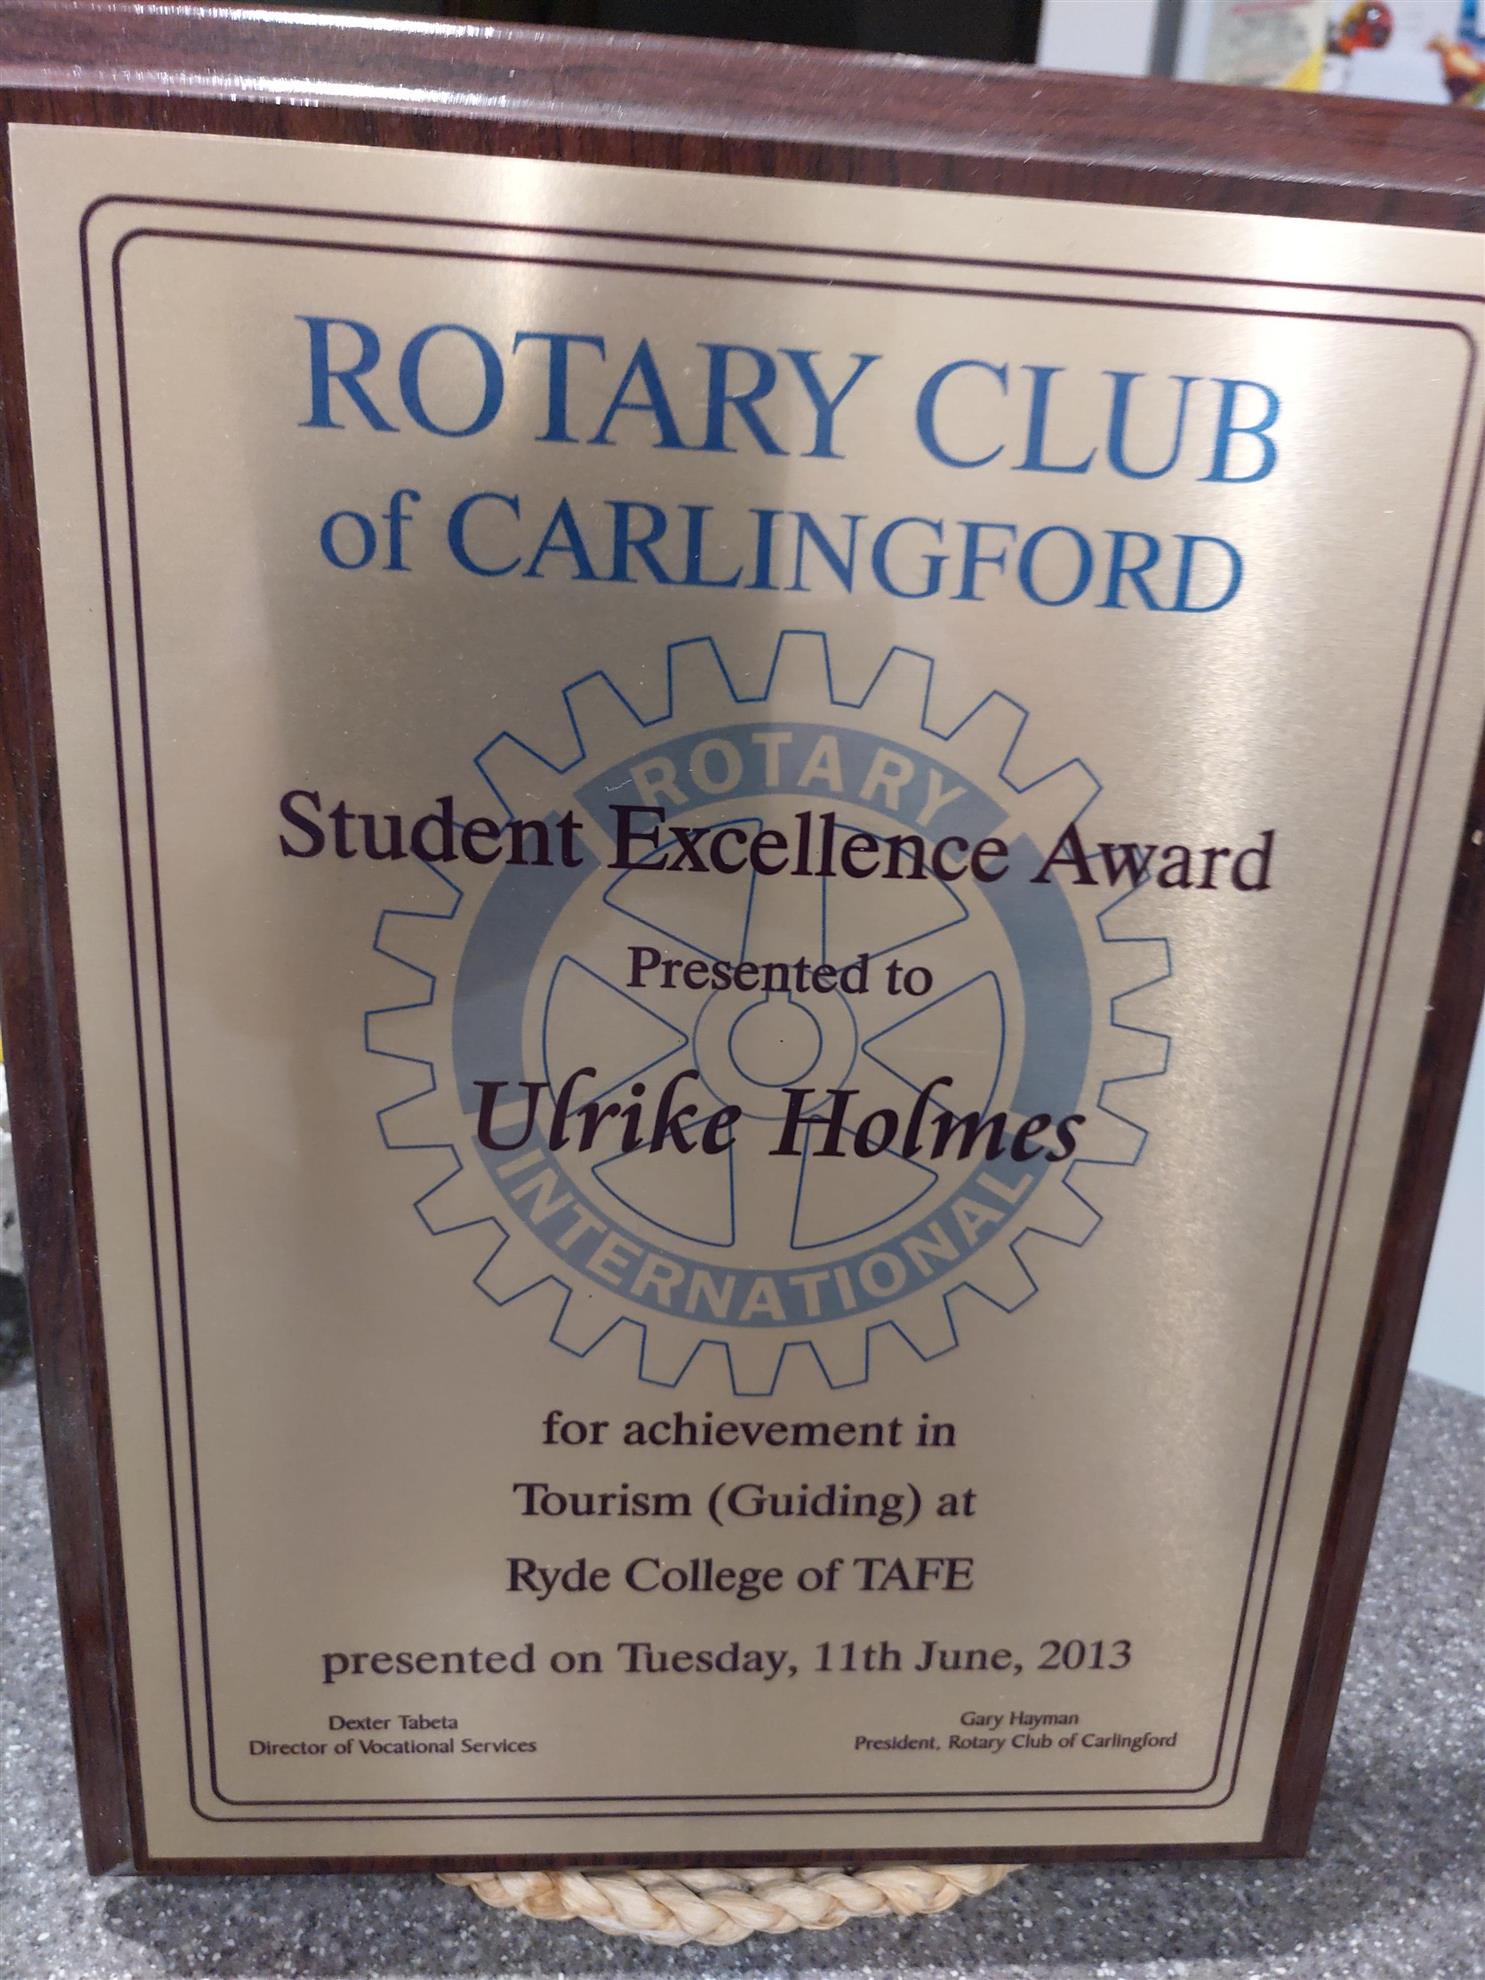 ROTARY CLUB
of CARLINGFORD
ROTARY
Student Excellence Award
Presented to
Ulrike Holmes
INTERNATIONAL
for achievement in
Tourism (Guiding) at
Ryde College of TAFE
presented on Tuesday, 11th June, 2013
Dexter Tabeta
Director of Vocational Services
Gary Hayman
President, Rotary Club of Carlingford